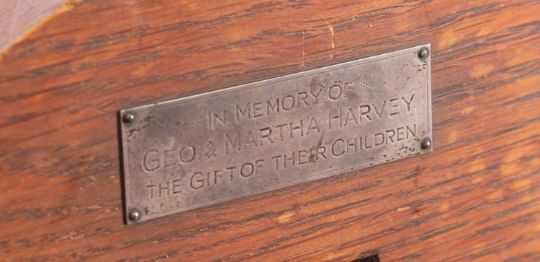 IN MEMORY OF
GEO. & MARTHA HARVEY
THE GIFT OF THEIR CHILDREN